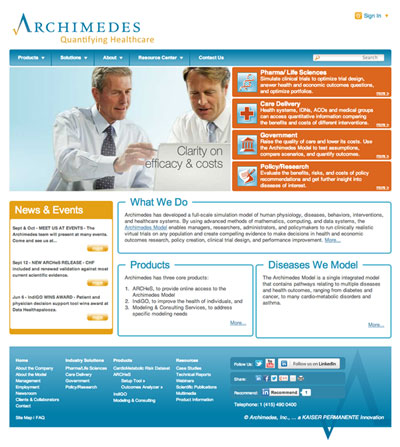 ARCHIMEDES
Quantifying Healthcare
Sign In
Products
Solutions
About
Resource Center
Contact Us
Search
Clarity on
efficacy & costs
Pharma/ Life Sciences
Simulate clinical trials to optimize trial design,
answer health and economic outcomes questions,
and optimize portfolios.
more >
Care Delivery
Health systems, IDNs, ACOs and medical groups
can access quantitative information comparing
the benefits and costs of different interventions.
more >
Government
Raise the quality of care and lower its costs. Use
the Archimedes Model to test assumptions,
compare scenarios, and quantify outcomes.
more >
Policy/Research
Evaluate the benefits, risks, and costs of policy
recommendations and get further insight into
diseases of interest.
more >
News & Events
Sept & Oct - MEET US AT EVENTS - The
Archimedes team will present at many events.
Come and see us at...
Sept 12 - NEW ARCHeS RELEASE - CHF
included and renewed validation against most
current scientific evidence.
Jun 6 - IndiGO WINS AWARD - Patient and
physician decision support tool wins award at
Data Healthapalooza.
What We Do
Archimedes has developed a full-scale simulation model of human physiology, diseases, behaviors, interventions,
and healthcare systems. By using advanced methods of mathematics, computing, and data systems, the
Archimedes Model enables managers, researchers, administrators, and policymakers to run clinically realistic
virtual trials on any population and create compelling evidence to make decisions in health and economic
outcomes research, policy creation, clinical trial design, and performance improvement. More...
Products
Archimedes has three core products:
1. ARCHeS, to provide online access to the
Archimedes Model
2. IndiGO, to improve the health of individuals, and
3. Modeling & Consulting Services, to address
specific modeling needs
More...
Diseases We Model
The Archimedes Model is a single integrated model
that contains pathways relating to multiple diseases
and health outcomes, ranging from diabetes and
cancer, to many cardio-metabolic disorders and
asthma.
More...
Home
About the Company
About the Model
Management
Employment
Newsroom
Clients & Collaborators
Contact
Industry Solutions
Pharma/Life Sciences
Care Delivery
Government
Policy/Research
Products
Cardiometabolic Risk Dataset
ARCHeS
Setup Tool »
Outcomes Analyzer »
IndiGO
Modeling & Consulting
Resources
Case Studies
Technical Reports
Webinars
Scientific Publications
Multimedia
Product Information
Follow Us:
Follow us on LinkedIn
Share:
Recommend:
Recommend
1
Telephone: 1 (415) 490 0400
Site Map • FAQ
© Archimedes, Inc., ... a KAISER PERMANENTE Innovation